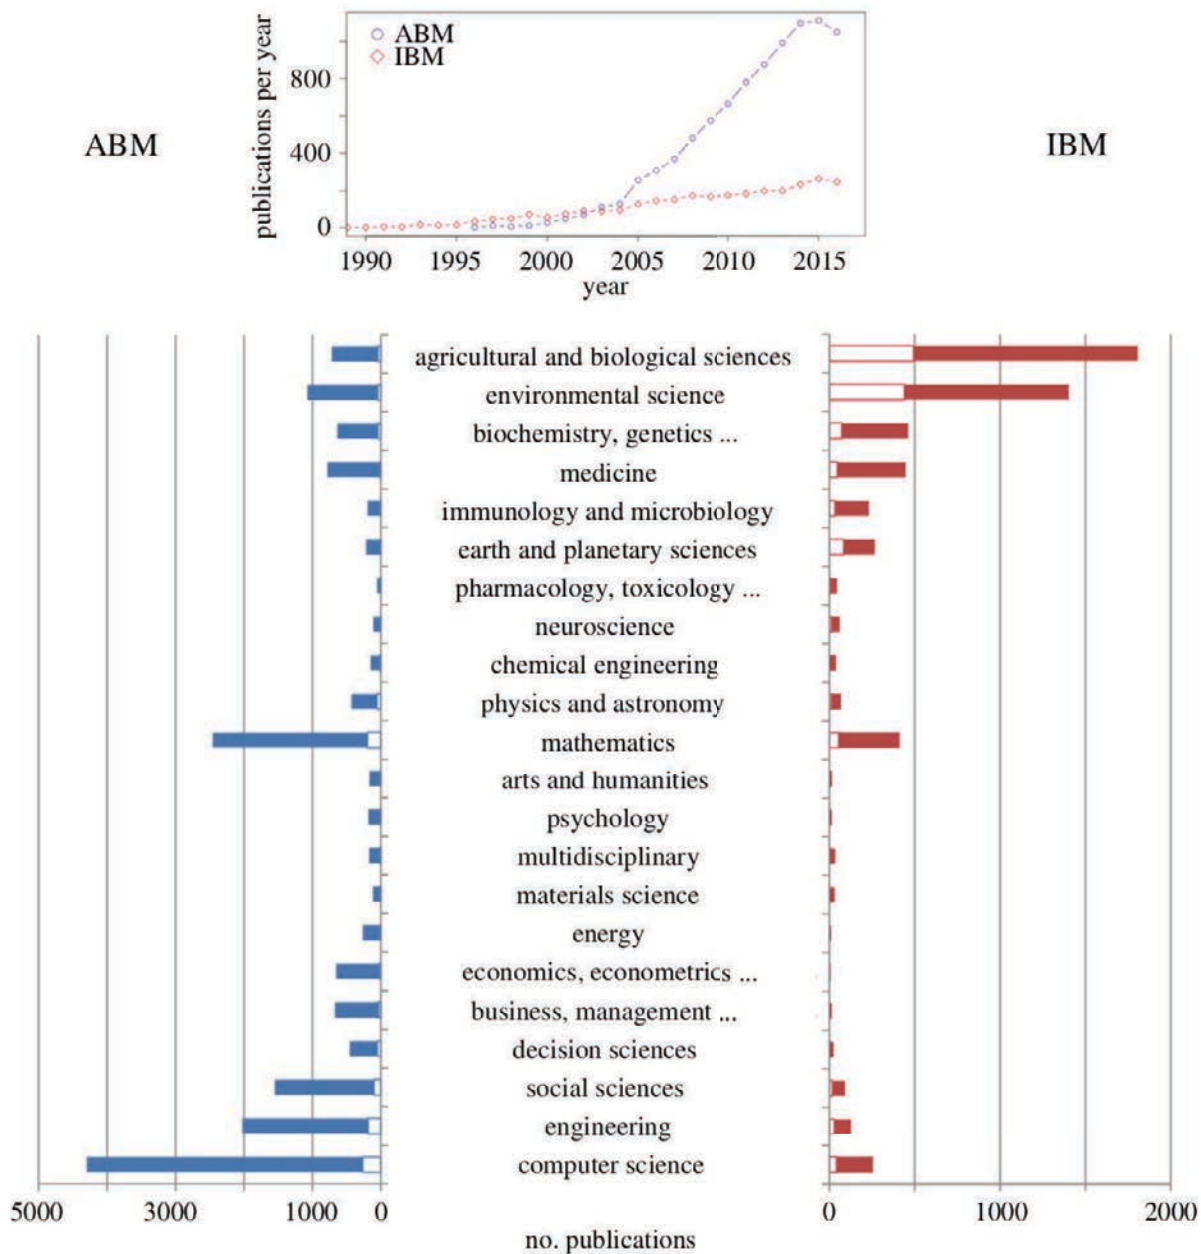 ABM
IBM
publications per year
800
400
0
1990 1995 2000 2005 2010 2015
year
ABM
IBM
agricultural and biological sciences
environmental science
biochemistry, genetics ...
medicine
immunology and microbiology
earth and planetary sciences
pharmacology, toxicology ...
neuroscience
chemical engineering
physics and astronomy
mathematics
arts and humanities
psychology
multidisciplinary
materials science
energy
economics, econometrics ...
business, management ...
decision sciences
social sciences
engineering
computer science
5000 3000 1000 0
0 1000 2000
no. publications